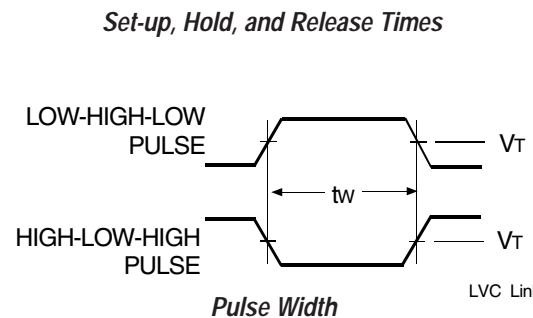 Set-up, Hold, and Release Times
LOW-HIGH-LOW
PULSE
VT
tw
HIGH-LOW-HIGH
PULSE
VT
LVC Lin
Pulse Width